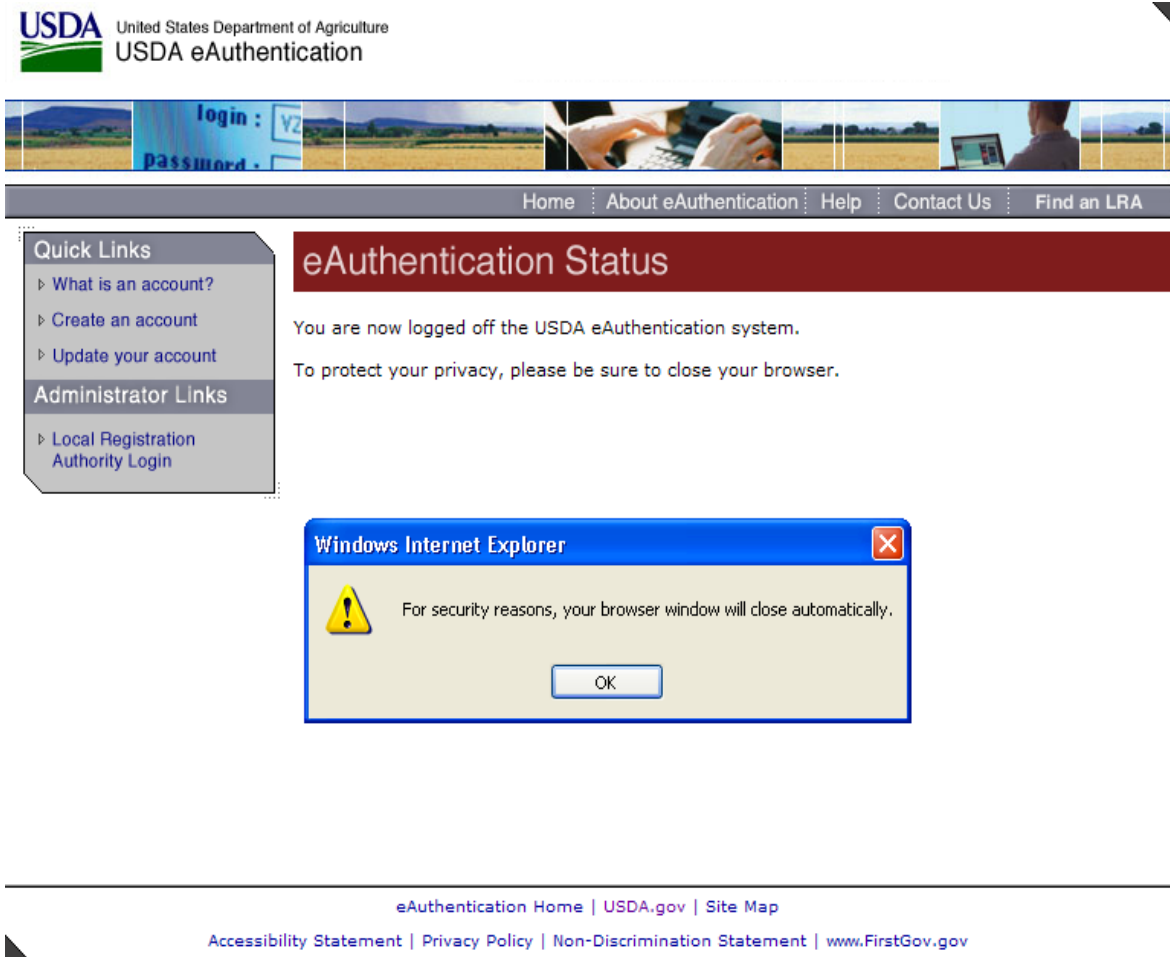 USDA
United States Department of Agriculture
USDA eAuthentication
login : YZ
password :
Home About eAuthentication Help Contact Us Find an LRA
Quick Links
What is an account?
Create an account
Update your account
Administrator Links
Local Registration
Authority Login
eAuthentication Status
You are now logged off the USDA eAuthentication system.
To protect your privacy, please be sure to close your browser.
Windows Internet Explorer
For security reasons, your browser window will close automatically.
OK
eAuthentication Home | USDA.gov | Site Map
Accessibility Statement | Privacy Policy | Non-Discrimination Statement | www.FirstGov.gov